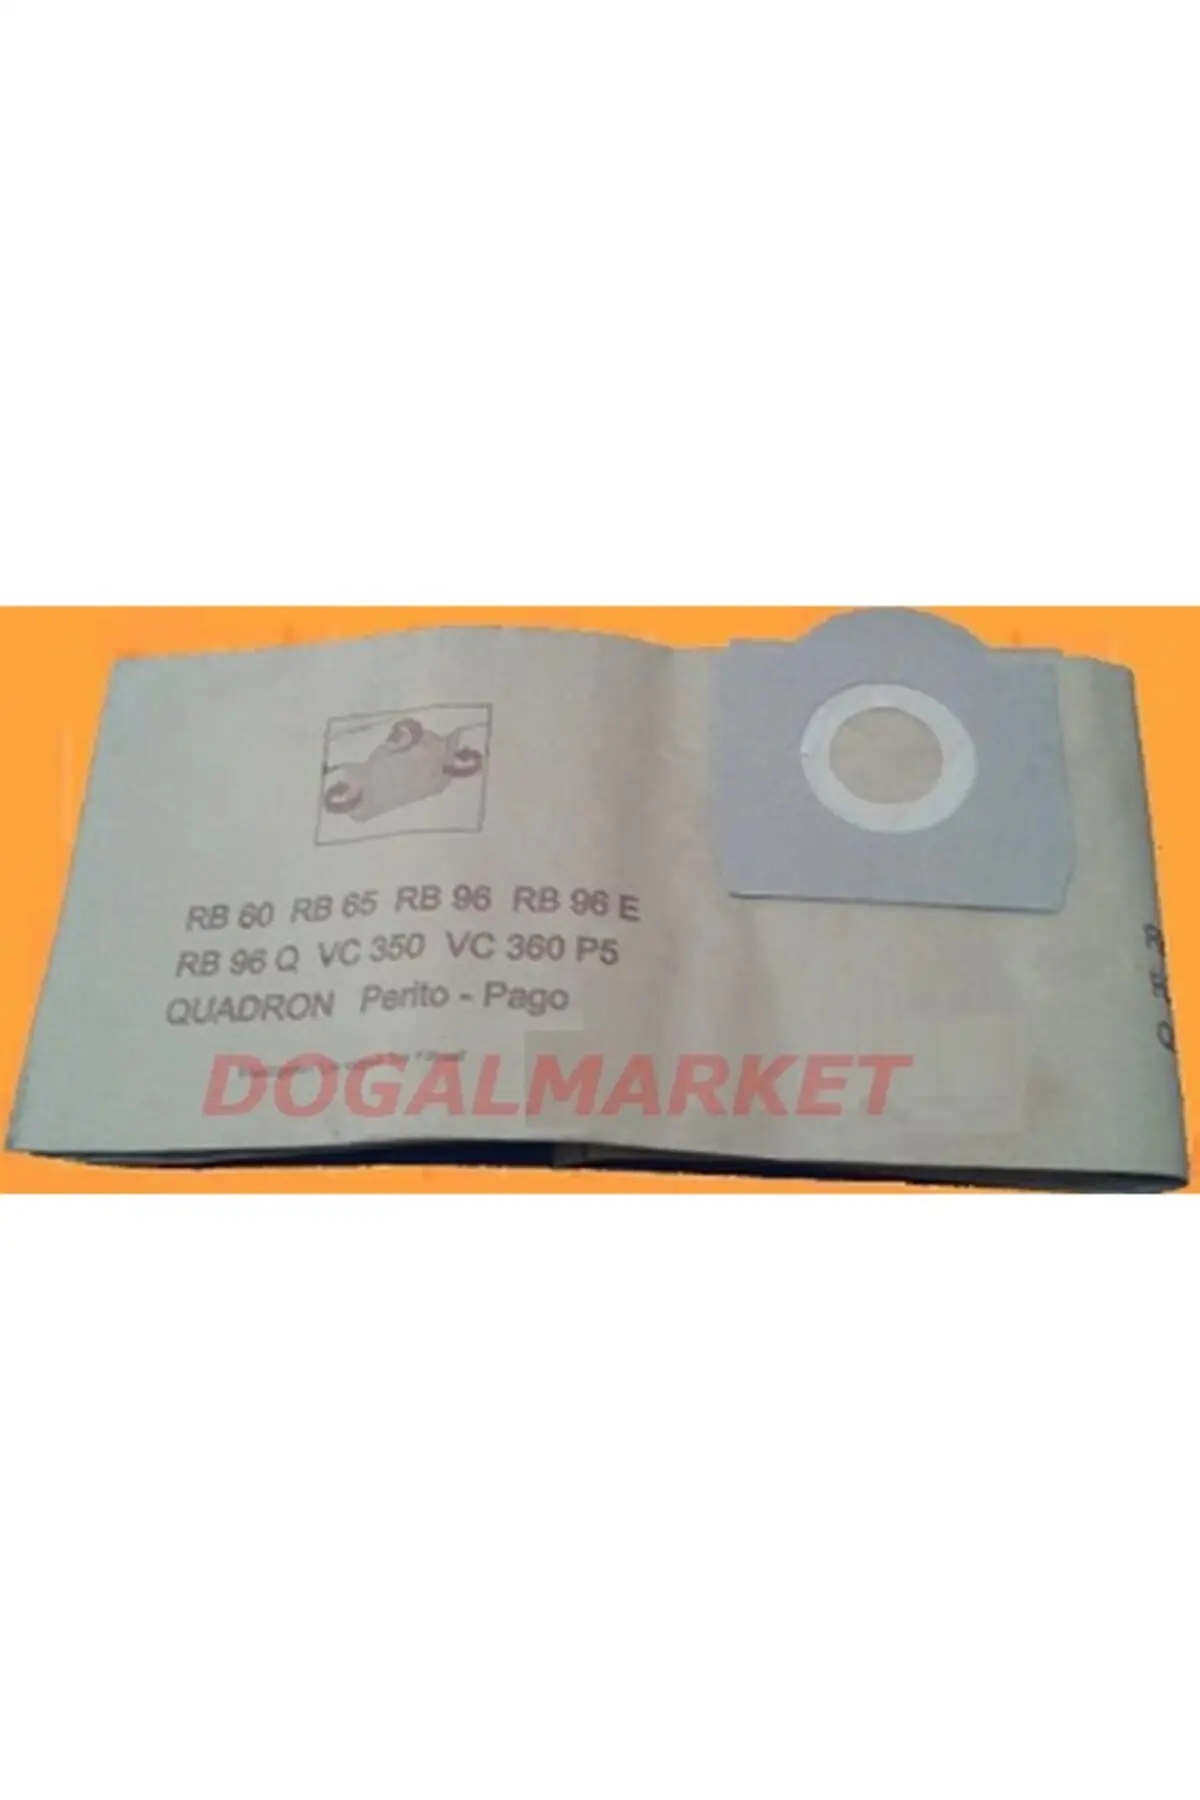 RB 60 RB 65 RB 96 RB 96 E
RB 96 Q VC 350 VC 360 P5
QUADRON Perito - Pago
DOGALMARKET
R
R
Q